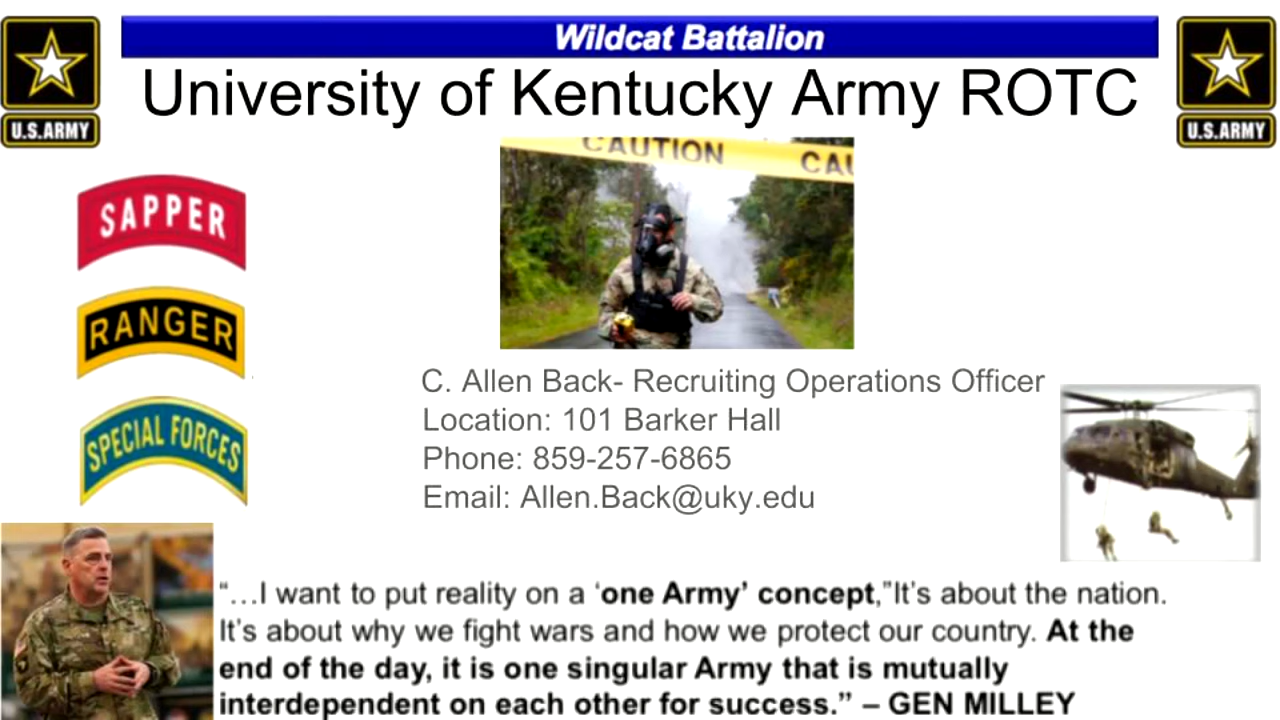 Wildcat Battalion
University of Kentucky Army ROTC
U.S.ARMY
U.S.ARMY
CAUTION
CAU
SAPPER
RANGER
SPECIAL FORCES
C. Allen Back- Recruiting Operations Officer
Location: 101 Barker Hall
Phone: 859-257-6865
Email: Allen.Back@uky.edu
“…I want to put reality on a ‘one Army’ concept,”It’s about the nation.
It’s about why we fight wars and how we protect our country. At the
end of the day, it is one singular Army that is mutually
interdependent on each other for success.” – GEN MILLEY